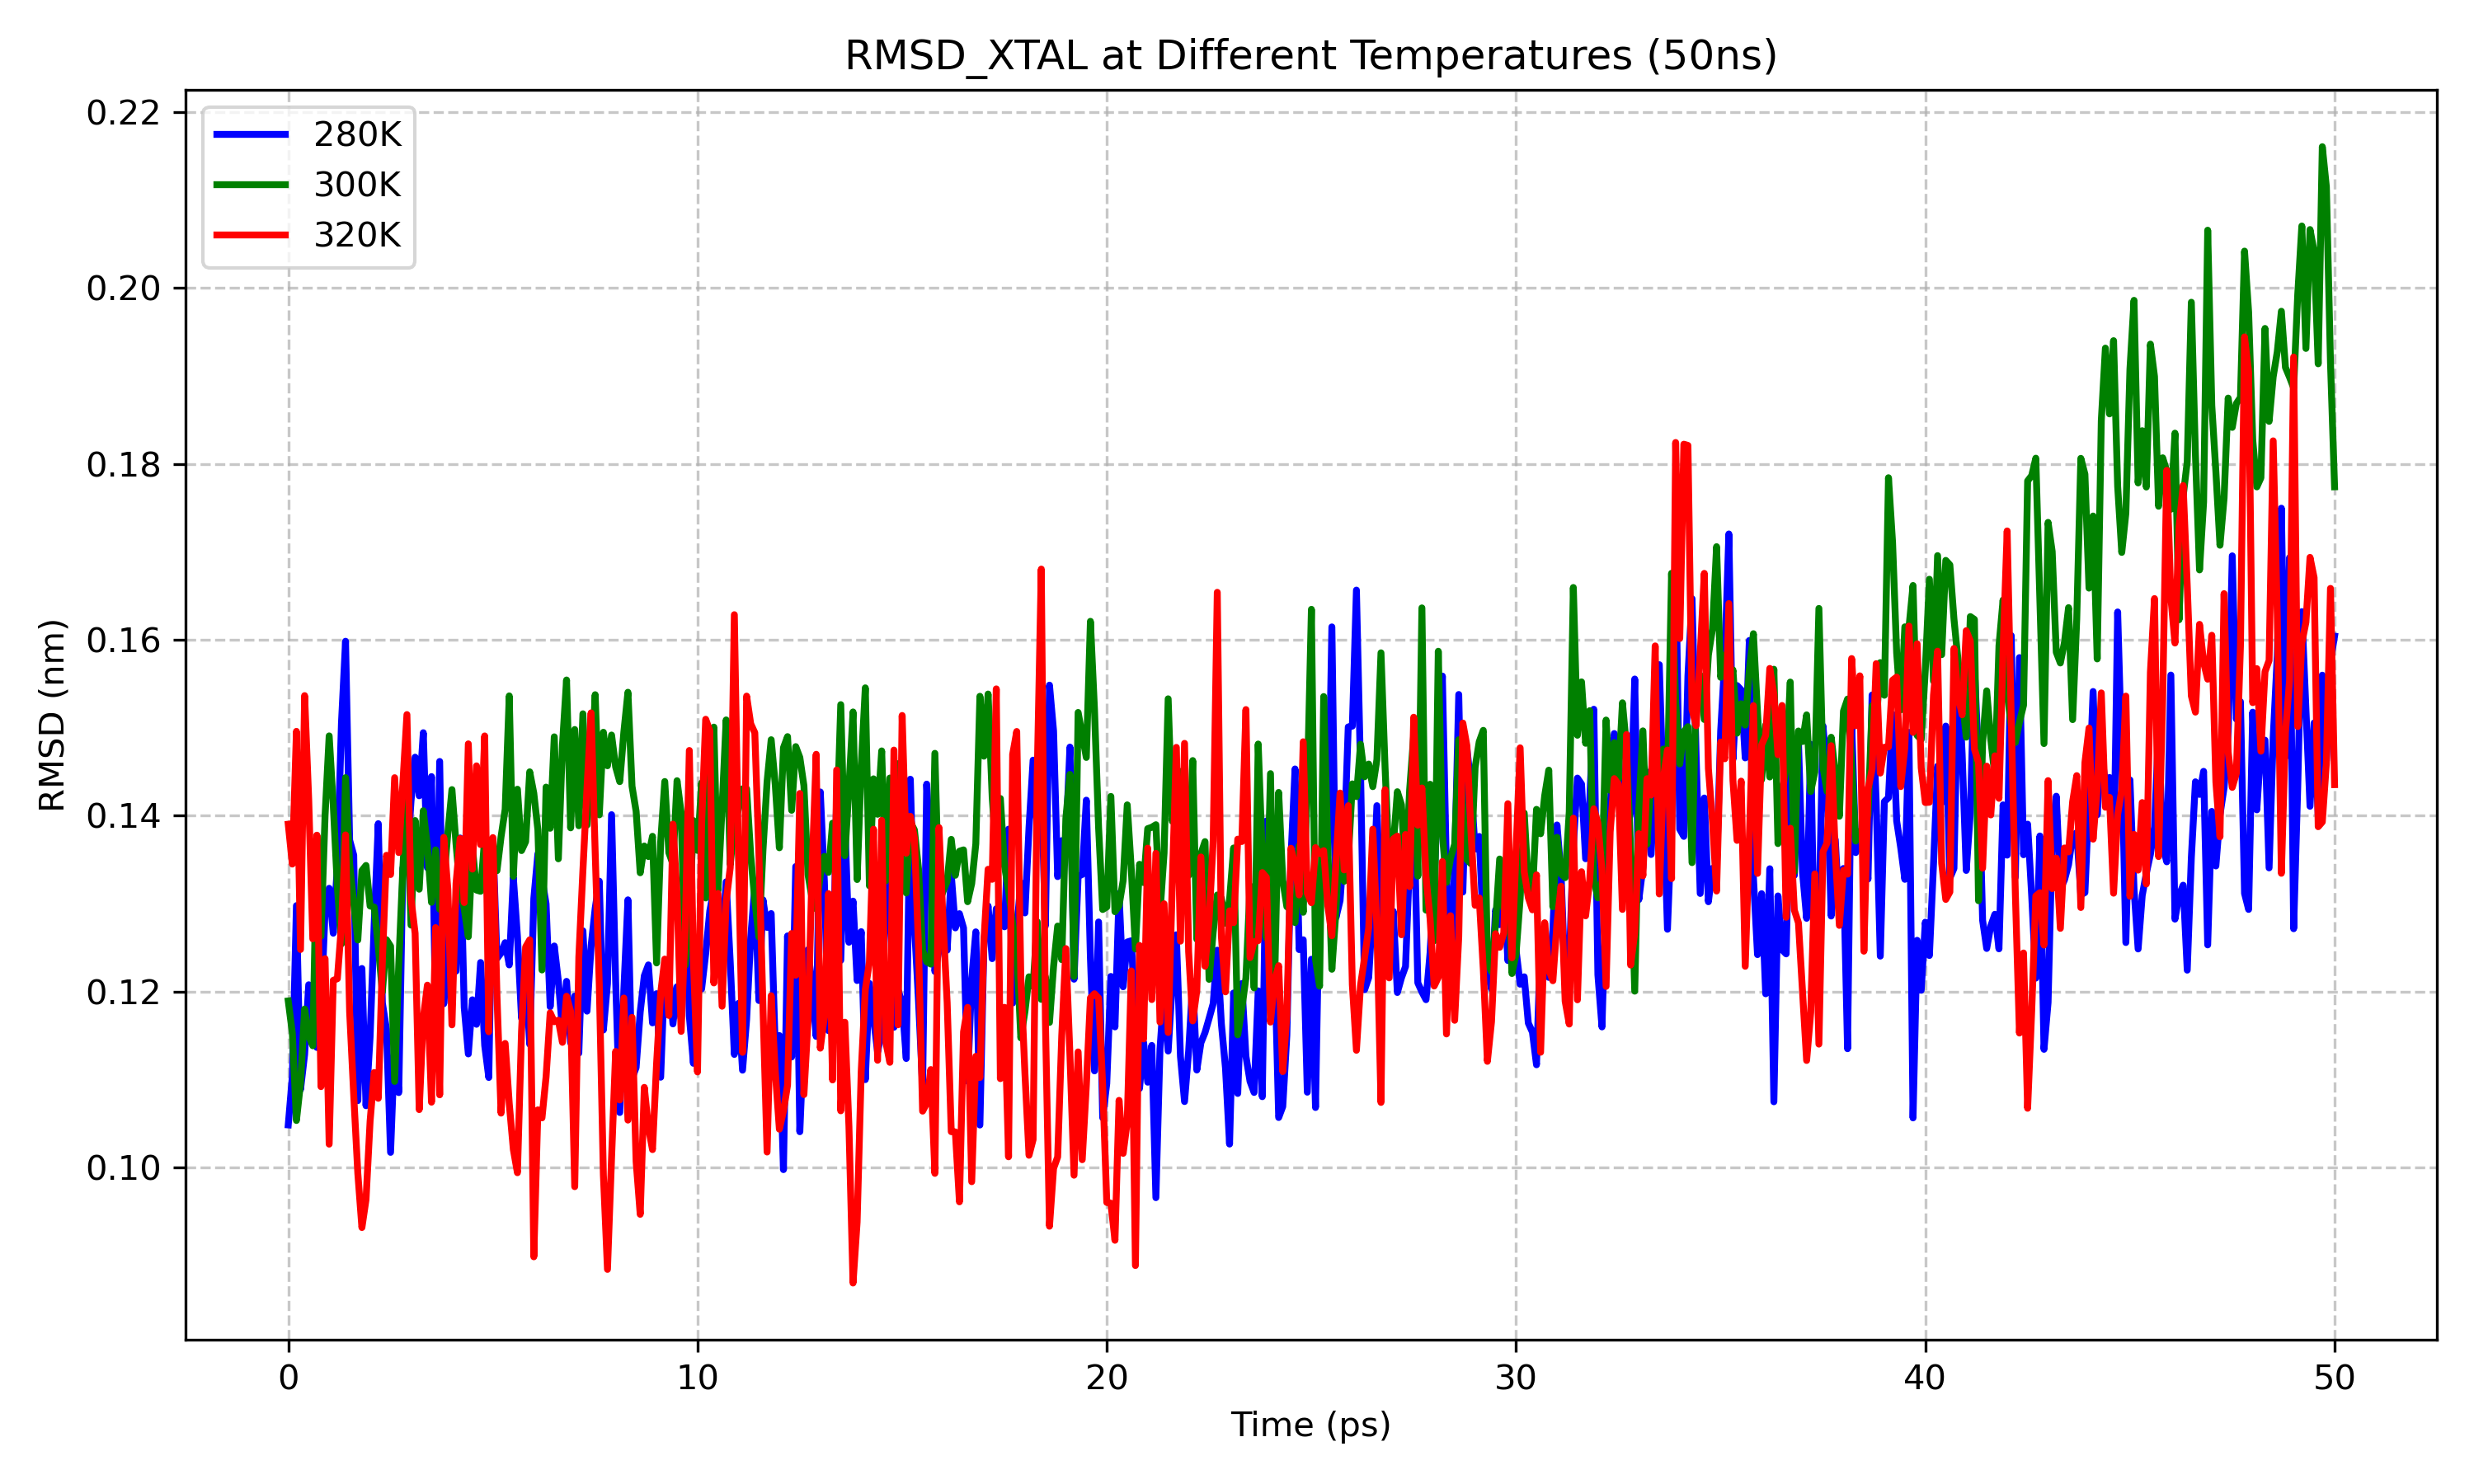 RMSD_XTAL at Different Temperatures (50ns)
280K
300K
320K
RMSD (nm)
0.22
0.20
0.18
0.16
0.14
0.12
0.10
0 10 20 30 40 50
Time (ps)